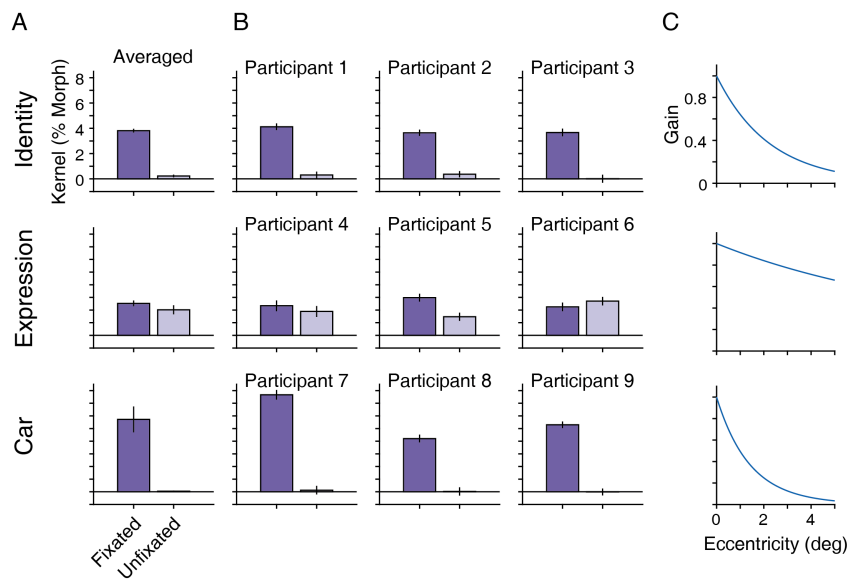 A
B
C
Averaged
Participant 1
Participant 2
Participant 3
Identity
Kernel (% Morph)
8
6
4
2
0
Gain
0.8
0.4
0
Expression
Participant 4
Participant 5
Participant 6
Car
Participant 7
Participant 8
Participant 9
Fixated
Unfixated
0
2
4
Eccentricity (deg)